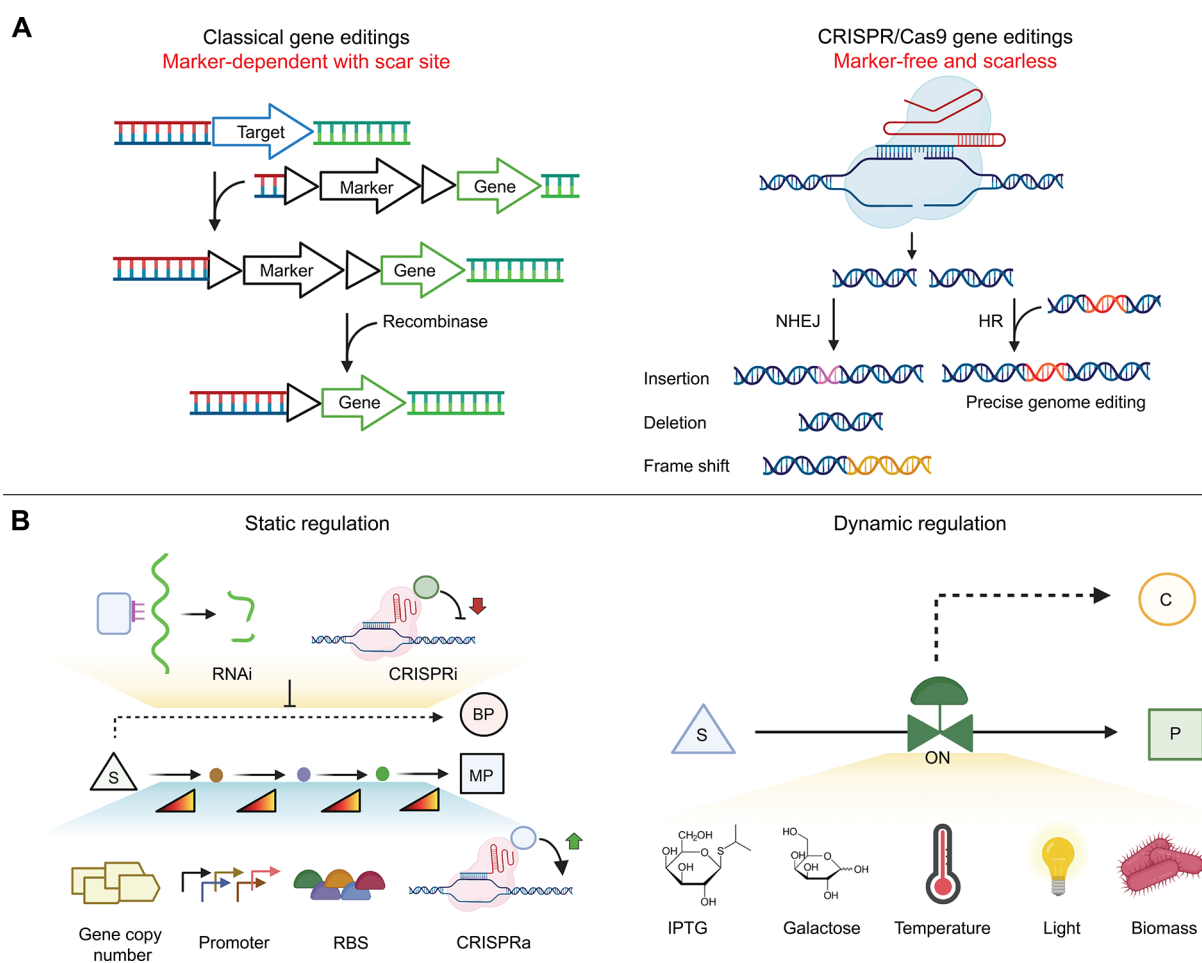 A
Classical gene editings
Marker-dependent with scar site
Target
Marker
Gene
Marker
Gene
Recombinase
Gene
CRISPR/Cas9 gene editings
Marker-free and scarless
NHEJ
HR
Insertion
Precise genome editing
Deletion
Frame shift
B
Static regulation
RNAi
CRISPRi
BP
S
MP
Gene copy
number
Promoter
RBS
CRISPRa
Dynamic regulation
C
S
P
ON
CH₂OH
OH
O
S
OH
OH
OH
IPTG
HO
HO
O
HO
OH
OH
Galactose
Temperature
Light
Biomass